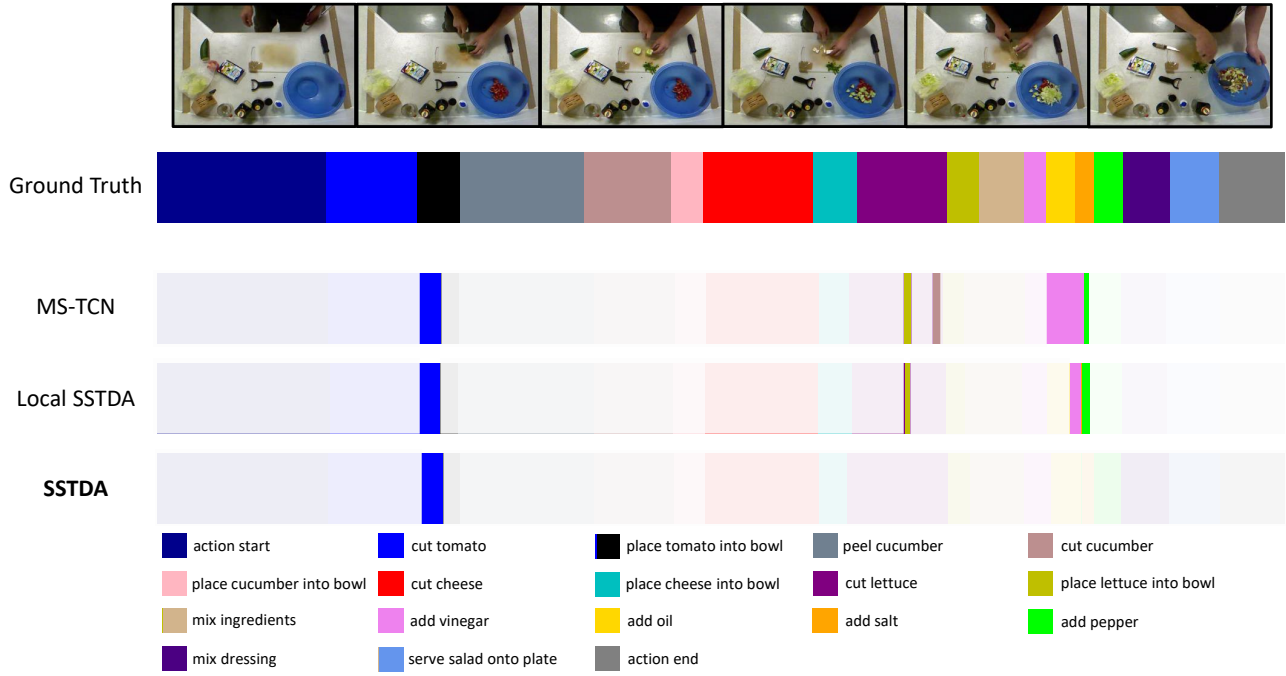 Ground Truth
MS-TCN
Local SSTDA
SSTDA
action start
cut tomato
place tomato into bowl
peel cucumber
cut cucumber
place cucumber into bowl
cut cheese
place cheese into bowl
cut lettuce
place lettuce into bowl
mix ingredients
add vinegar
add oil
add salt
add pepper
mix dressing
serve salad onto plate
action end